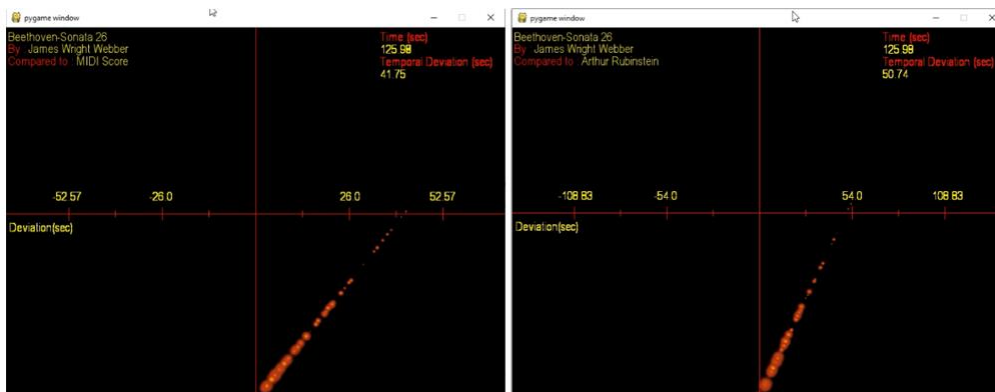 pygame window
Beethoven-Sonata 26
By James Wright Webber
Compared to : MIDI Score
Time (sec)
125.98
Temporal Deviation (sec)
41.75
-52.57 -26.0 26.0 52.57
Deviation(sec)
pygame window
Beethoven-Sonata 26
By James Wright Webber
Compared to : Arthur Rubinstein
Time (sec)
125.98
Temporal Deviation (sec)
50.74
-108.83 -54.0 54.0 108.83
Deviation(sec)